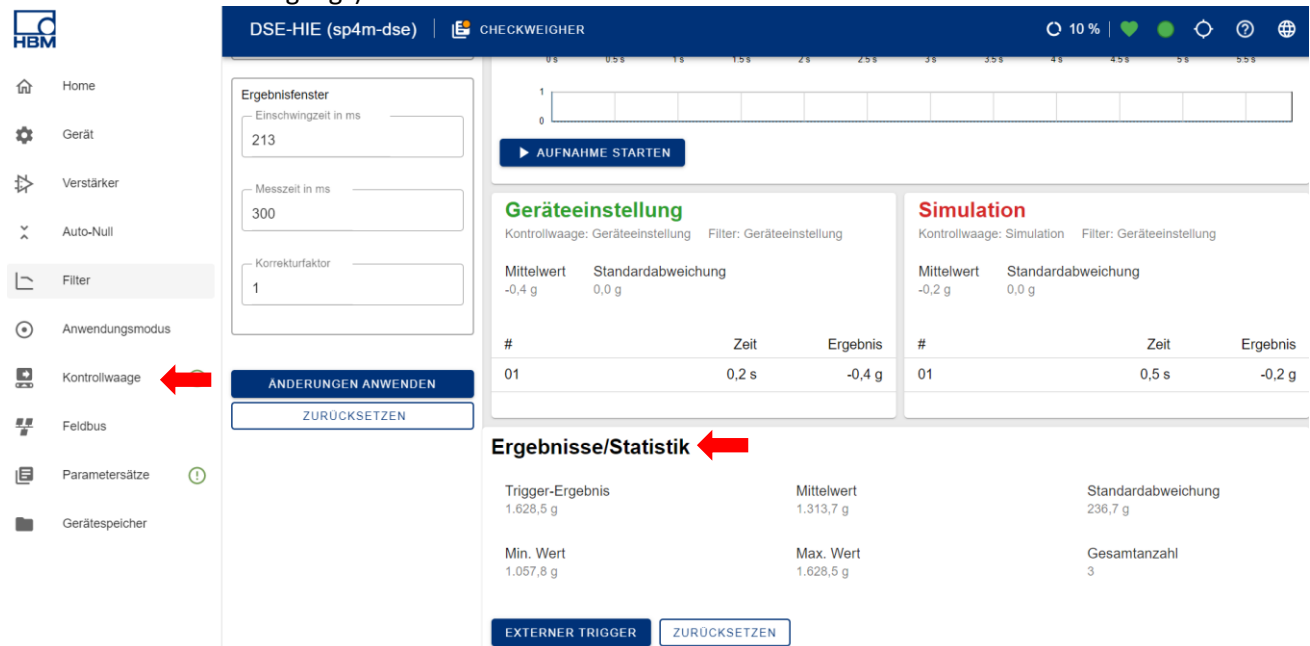 HBM
DSE-HIE (sp4m-dse) CHECKWEIGHER 10 %
Home
Gerät
Verstärker
Auto-Null
Filter
Anwendungsmodus
Kontrollwaage
Feldbus
Parametersätze
Gerätespeicher
Ergebnisfenster
Einschwingzeit in ms
213
Messzeit in ms
300
Korrekturfaktor
1
ÄNDERUNGEN ANWENDEN
ZURÜCKSETZEN
0 s 0.5 s 1 s 1.5 s 2 s 2.5 s 3 s 3.5 s 4 s 4.5 s 5 s 5.5 s
1
0
AUFNAHME STARTEN
Geräteeinstellung
Kontrollwaage: Geräteeinstellung Filter: Geräteeinstellung
Mittelwert Standardabweichung
-0,4 g 0,0 g
# Zeit Ergebnis
01 0,2 s -0,4 g
Simulation
Kontrollwaage: Simulation Filter: Geräteeinstellung
Mittelwert Standardabweichung
-0,2 g 0,0 g
# Zeit Ergebnis
01 0,5 s -0,2 g
Ergebnisse/Statistik
Trigger-Ergebnis Mittelwert Standardabweichung
1.628,5 g 1.313,7 g 236,7 g
Min. Wert Max. Wert Gesamtanzahl
1.057,8 g 1.628,5 g 3
EXTERNER TRIGGER ZURÜCKSETZEN